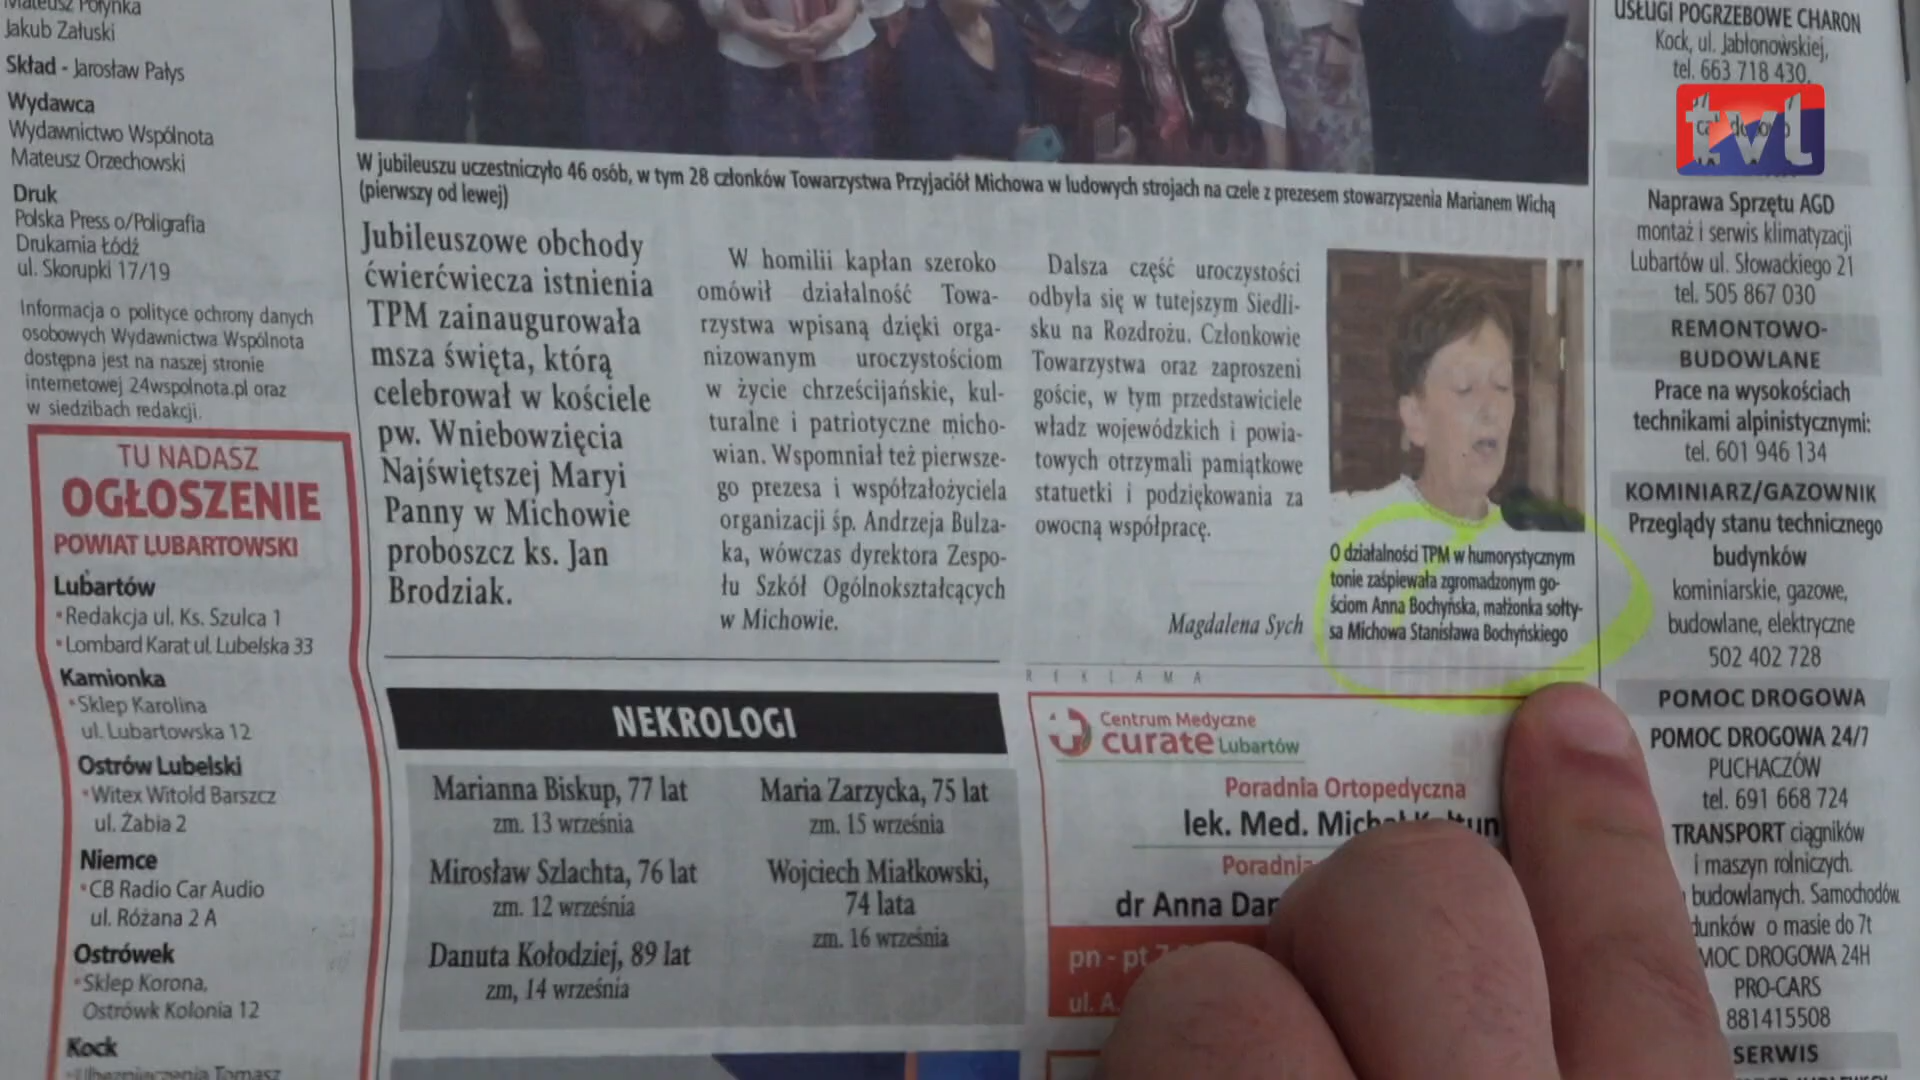 Mateusz Połynka
Jakub Załuski
Skład - Jarosław Pałys
Wydawca
Wydawnictwo Wspólnota
Mateusz Orzechowski
Druk
Polska Press o/Poligrafia
Drukarnia Łódź
ul. Skorupki 17/19
Informacja o polityce ochrony danych
osobowych Wydawnictwa Wspólnota
dostępna jest na naszej stronie
internetowej 24wspolnota.pl oraz
w siedzibach redakcji.
TU NADASZ
OGŁOSZENIE
POWIAT LUBARTOWSKI
Lubartów
• Redakcja ul. Ks. Szulca 1
• Lombard Karat ul. Lubelska 33
Kamionka
• Sklep Karolina
ul. Lubartowska 12
Ostrów Lubelski
• Witex Witold Barszcz
ul. Żabia 2
Niemce
• CB Radio Car Audio
ul. Różana 2 A
Ostrówek
• Sklep Korona,
Ostrówk Kolonia 12
Kock
• Ubezpieczenia Tomasz
W jubileuszu uczestniczyło 46 osób, w tym 28 członków Towarzystwa Przyjaciół Michowa w ludowych strojach na czele z prezesem stowarzyszenia Marianem Wichą
(pierwszy od lewej)
Jubileuszowe obchody
ćwierćwiecza istnienia
TPM zainaugurowała
msza święta, którą
celebrował w kościele
pw. Wniebowzięcia
Najświętszej Maryi
Panny w Michowie
proboszcz ks. Jan
Brodziak.
W homilii kapłan szeroko
omówił działalność Towa-
rzystwa wpisaną dzięki orga-
nizowanym uroczystościom
w życie chrześcijańskie, kul-
turalne i patriotyczne micho-
wian. Wspomniał też pierwsze-
go prezesa i współzałożyciela
organizacji śp. Andrzeja Bulza-
ka, wówczas dyrektora Zespo-
łu Szkół Ogólnokształcących
w Michowie.
Dalsza część uroczystości
odbyła się w tutejszym Siedli-
sku na Rozdrożu. Członkowie
Towarzystwa oraz zaproszeni
goście, w tym przedstawiciele
władz wojewódzkich i powia-
towych otrzymali pamiątkowe
statuetki i podziękowania za
owocną współpracę.
Magdalena Sych
O działalności TPM w humorystycznym
tonie zaśpiewała zgromadzonym go-
ściom Anna Bochyńska, małżonka sołty-
sa Michowa Stanisława Bochyńskiego
NEKROLOGI
Marianna Biskup, 77 lat
zm. 13 września
Mirosław Szlachta, 76 lat
zm. 12 września
Danuta Kołodziej, 89 lat
zm, 14 września
Maria Zarzycka, 75 lat
zm. 15 września
Wojciech Miałkowski,
74 lata
zm. 16 września
REKLAMA
Centrum Medyczne
curate Lubartów
Poradnia Ortopedyczna
lek. Med.
Poradnia
dr Anna
pn - pt
ul. A.
USŁUGI POGRZEBOWE CHARON
Kock, ul. Jabłonowskiej,
tel. 663 718 430.
tvl
Naprawa Sprzętu AGD
montaż i serwis klimatyzacji
Lubartów ul. Słowackiego 21
tel. 505 867 030
REMONTOWO-
BUDOWLANE
Prace na wysokościach
technikami alpinistycznymi:
tel. 601 946 134
KOMINIARZ/GAZOWNIK
Przeglądy stanu technicznego
budynków
kominiarskie, gazowe,
budowlane, elektryczne
502 402 728
POMOC DROGOWA
POMOC DROGOWA 24/7
PUCHACZÓW
tel. 691 668 724
TRANSPORT ciągników
i maszyn rolniczych.
budowlanych. Samochodów
o masie do 7t
DROGOWA 24H
PRO-CARS
881415508
SERWIS